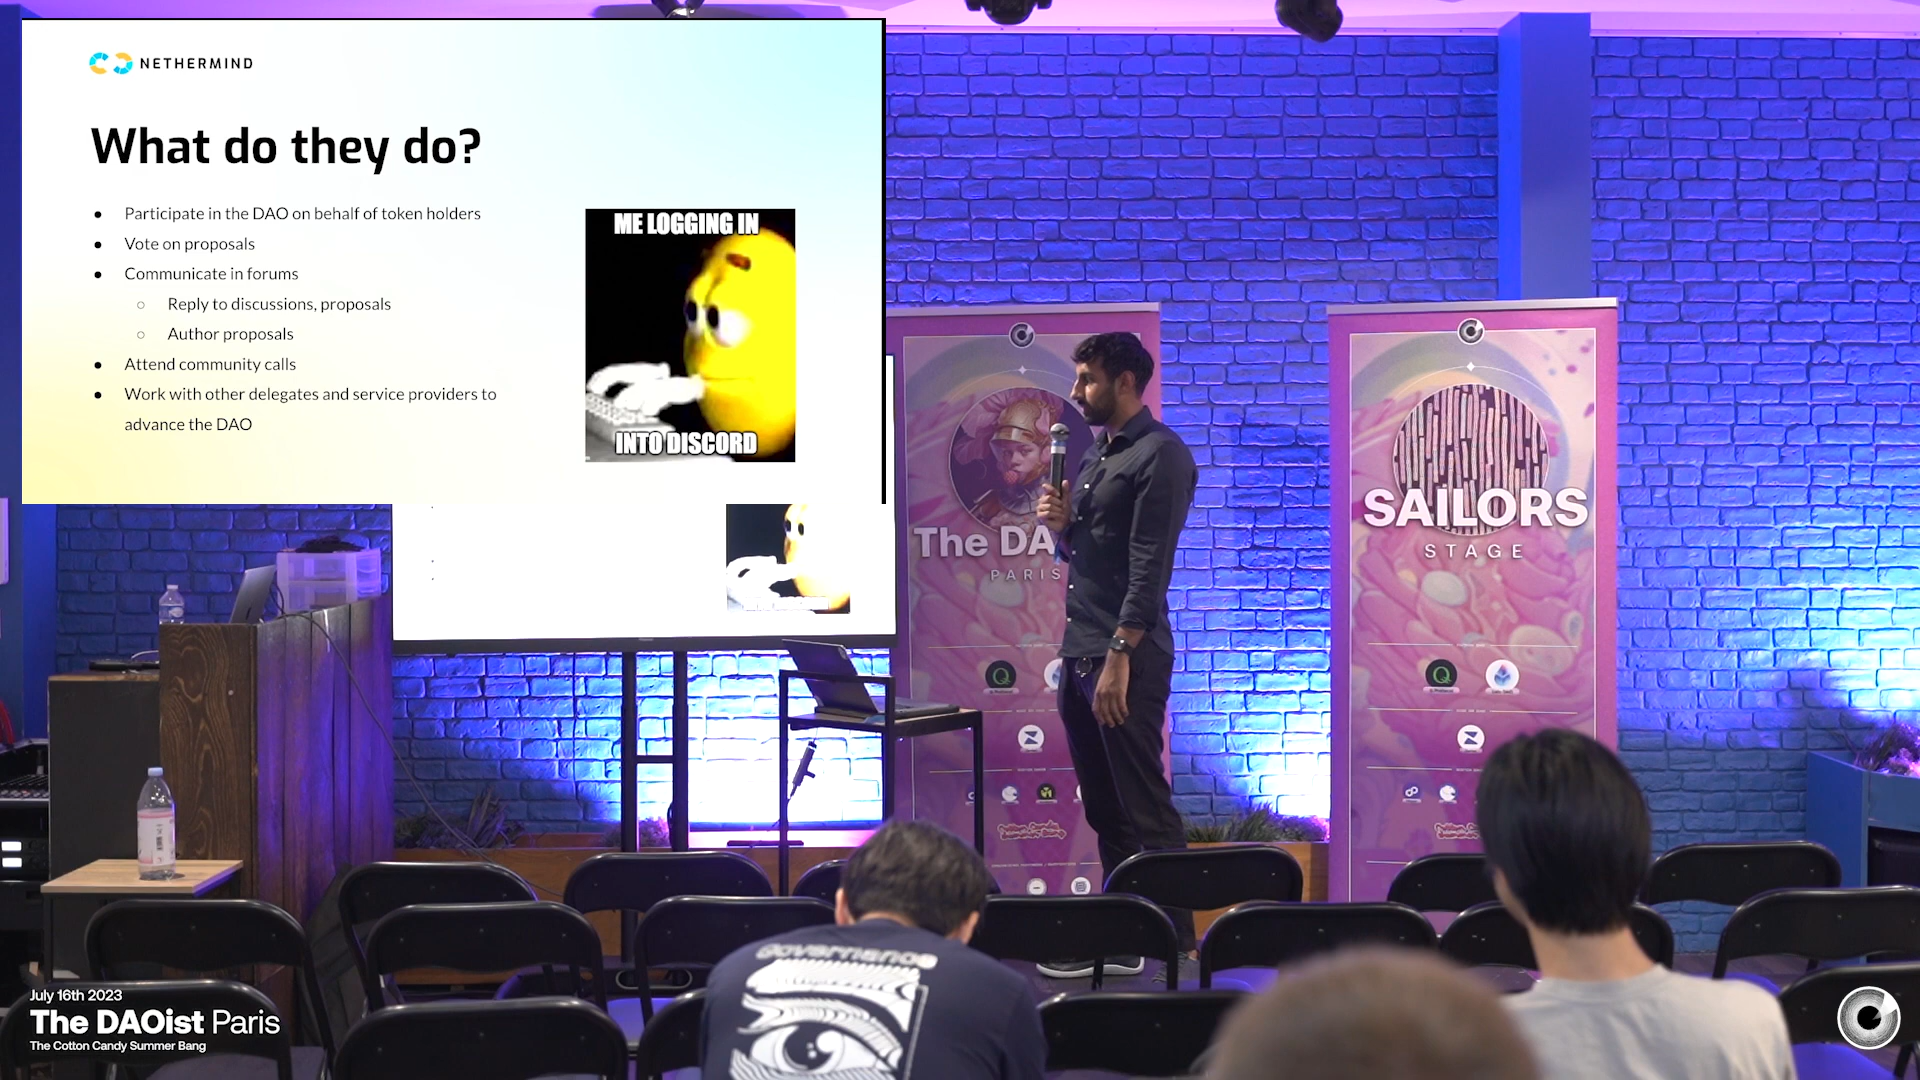 NETHERMIND
What do they do?
● Participate in the DAO on behalf of token holders
● Vote on proposals
● Communicate in forums
○ Reply to discussions, proposals
○ Author proposals
● Attend community calls
● Work with other delegates and service providers to
advance the DAO
ME LOGGING IN
INTO DISCORD
The DA
PARIS
SAILORS
STAGE
Governance
July 16th 2023
The DAOist Paris
The Cotton Candy Summer Bang